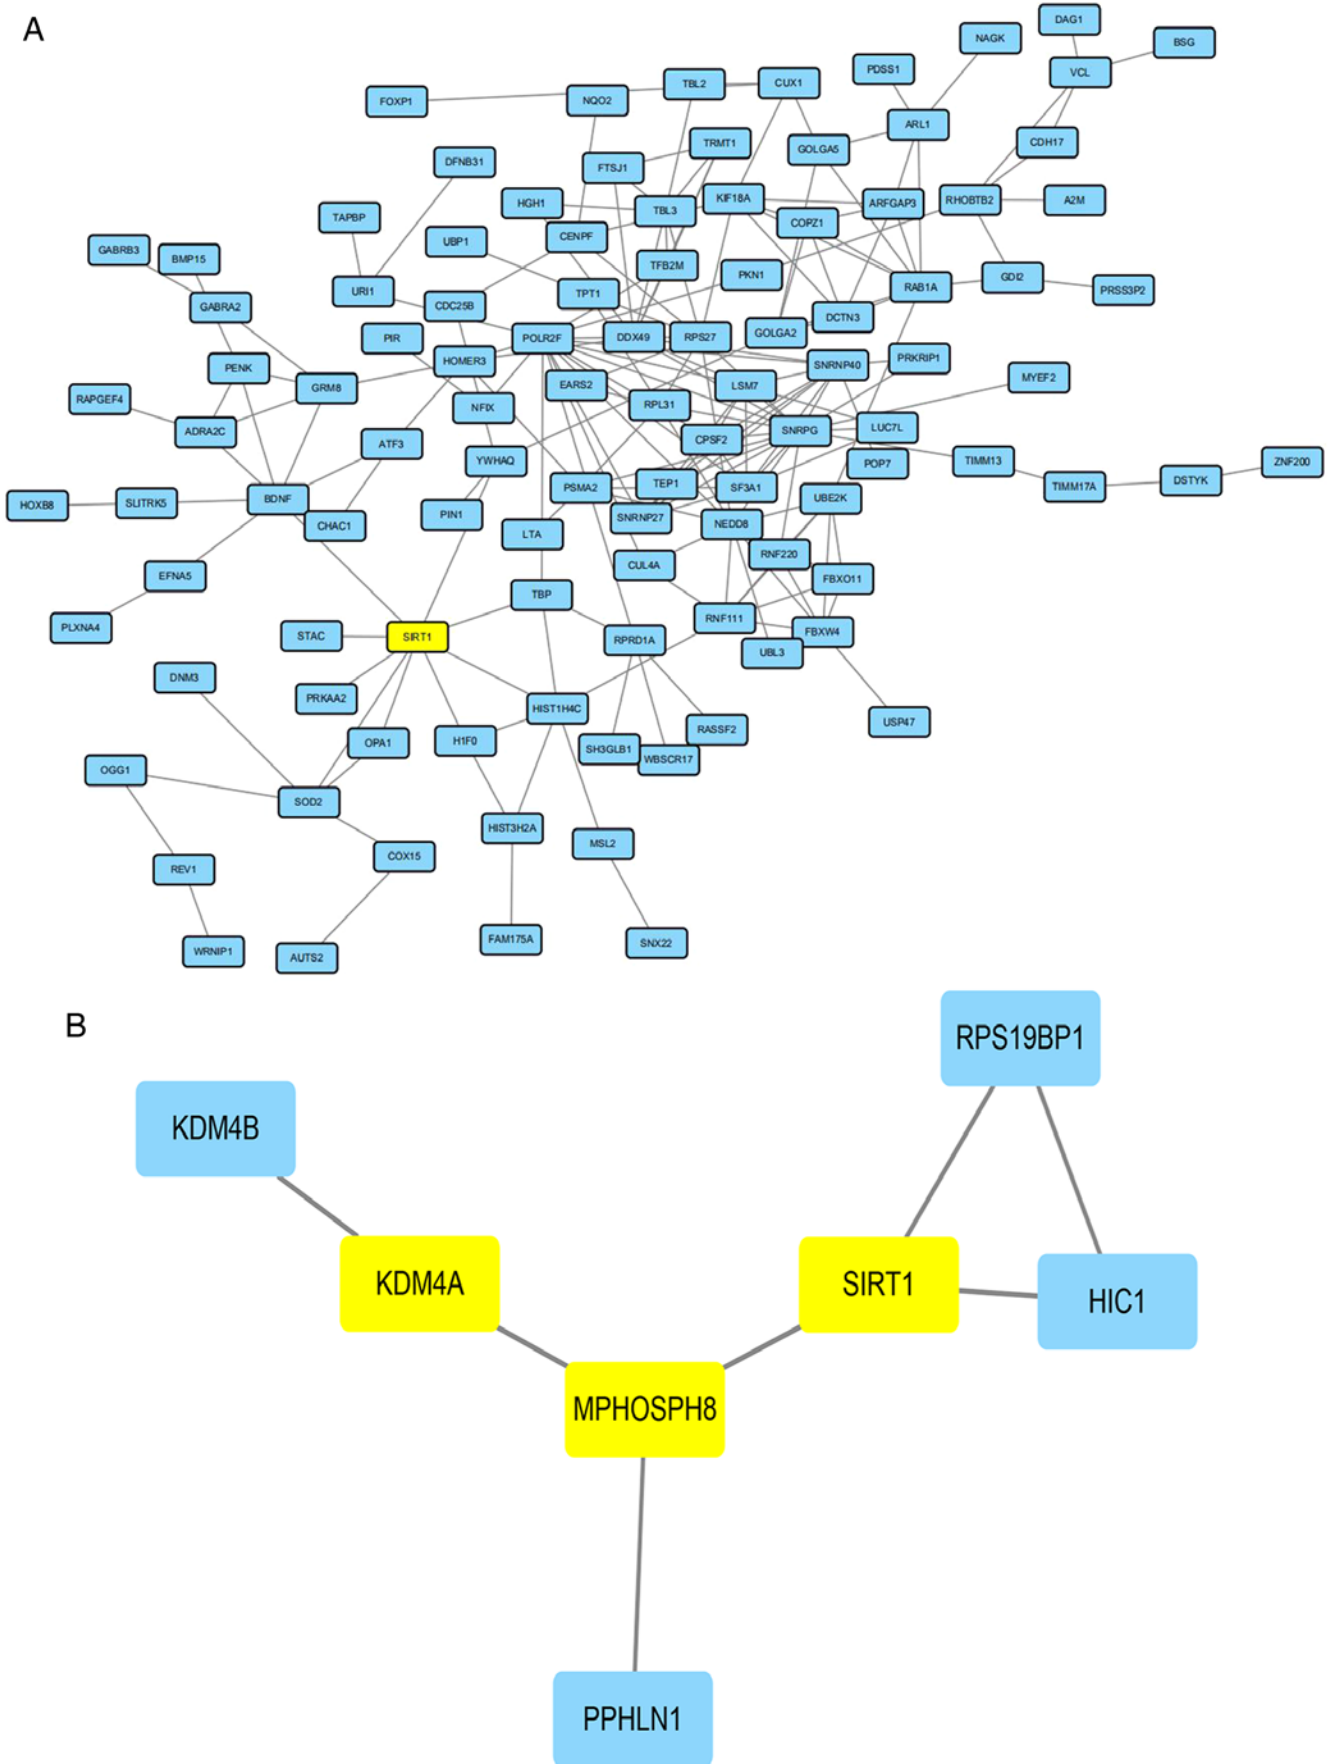 A
DAG1
NAGK
BSG
PDSS1
VCL
TBL2
CUX1
FOXP1
NQO2
ARL1
TRMT1
GOLGA5
CDH17
DFNB31
FTSJ1
HGH1
TBL3
KIF18A
ARFGAP3
RHOBTB2
A2M
TAPBP
COPZ1
CENPF
UBP1
GABRB3
BMP15
TFB2M
PKN1
GDI2
URI1
TPT1
RAB1A
PRSS3P2
GABRA2
CDC25B
DCTN3
PIR
POLR2F
DDX49
RPS27
GOLGA2
PENK
HOMER3
SNRNP40
PRKRIP1
MYEF2
GRM8
EARS2
LSM7
RAPGEF4
NFIX
RPL31
ADRA2C
ATF3
CPSF2
SNRPG
LUC7L
YWHAQ
POP7
TIMM13
ZNF200
HOXB8
SLITRK5
BDNF
PSMA2
TEP1
SF3A1
UBE2K
TIMM17A
DSTYK
CHAC1
PIN1
LTA
SNRNP27
NEDD8
RNF220
EFNA5
CUL4A
FBXO11
TBP
PLXNA4
STAC
SIRT1
RPRD1A
RNF111
FBXW4
UBL3
DNM3
PRKAA2
HIST1H4C
USP47
OPA1
H1F0
SH3GLB1
RASSF2
WBSCR17
OGG1
SOD2
HIST3H2A
MSL2
COX15
REV1
WRNIP1
AUTS2
FAM175A
SNX22
B
RPS19BP1
KDM4B
KDM4A
SIRT1
HIC1
MPHOSPH8
PPHLN1